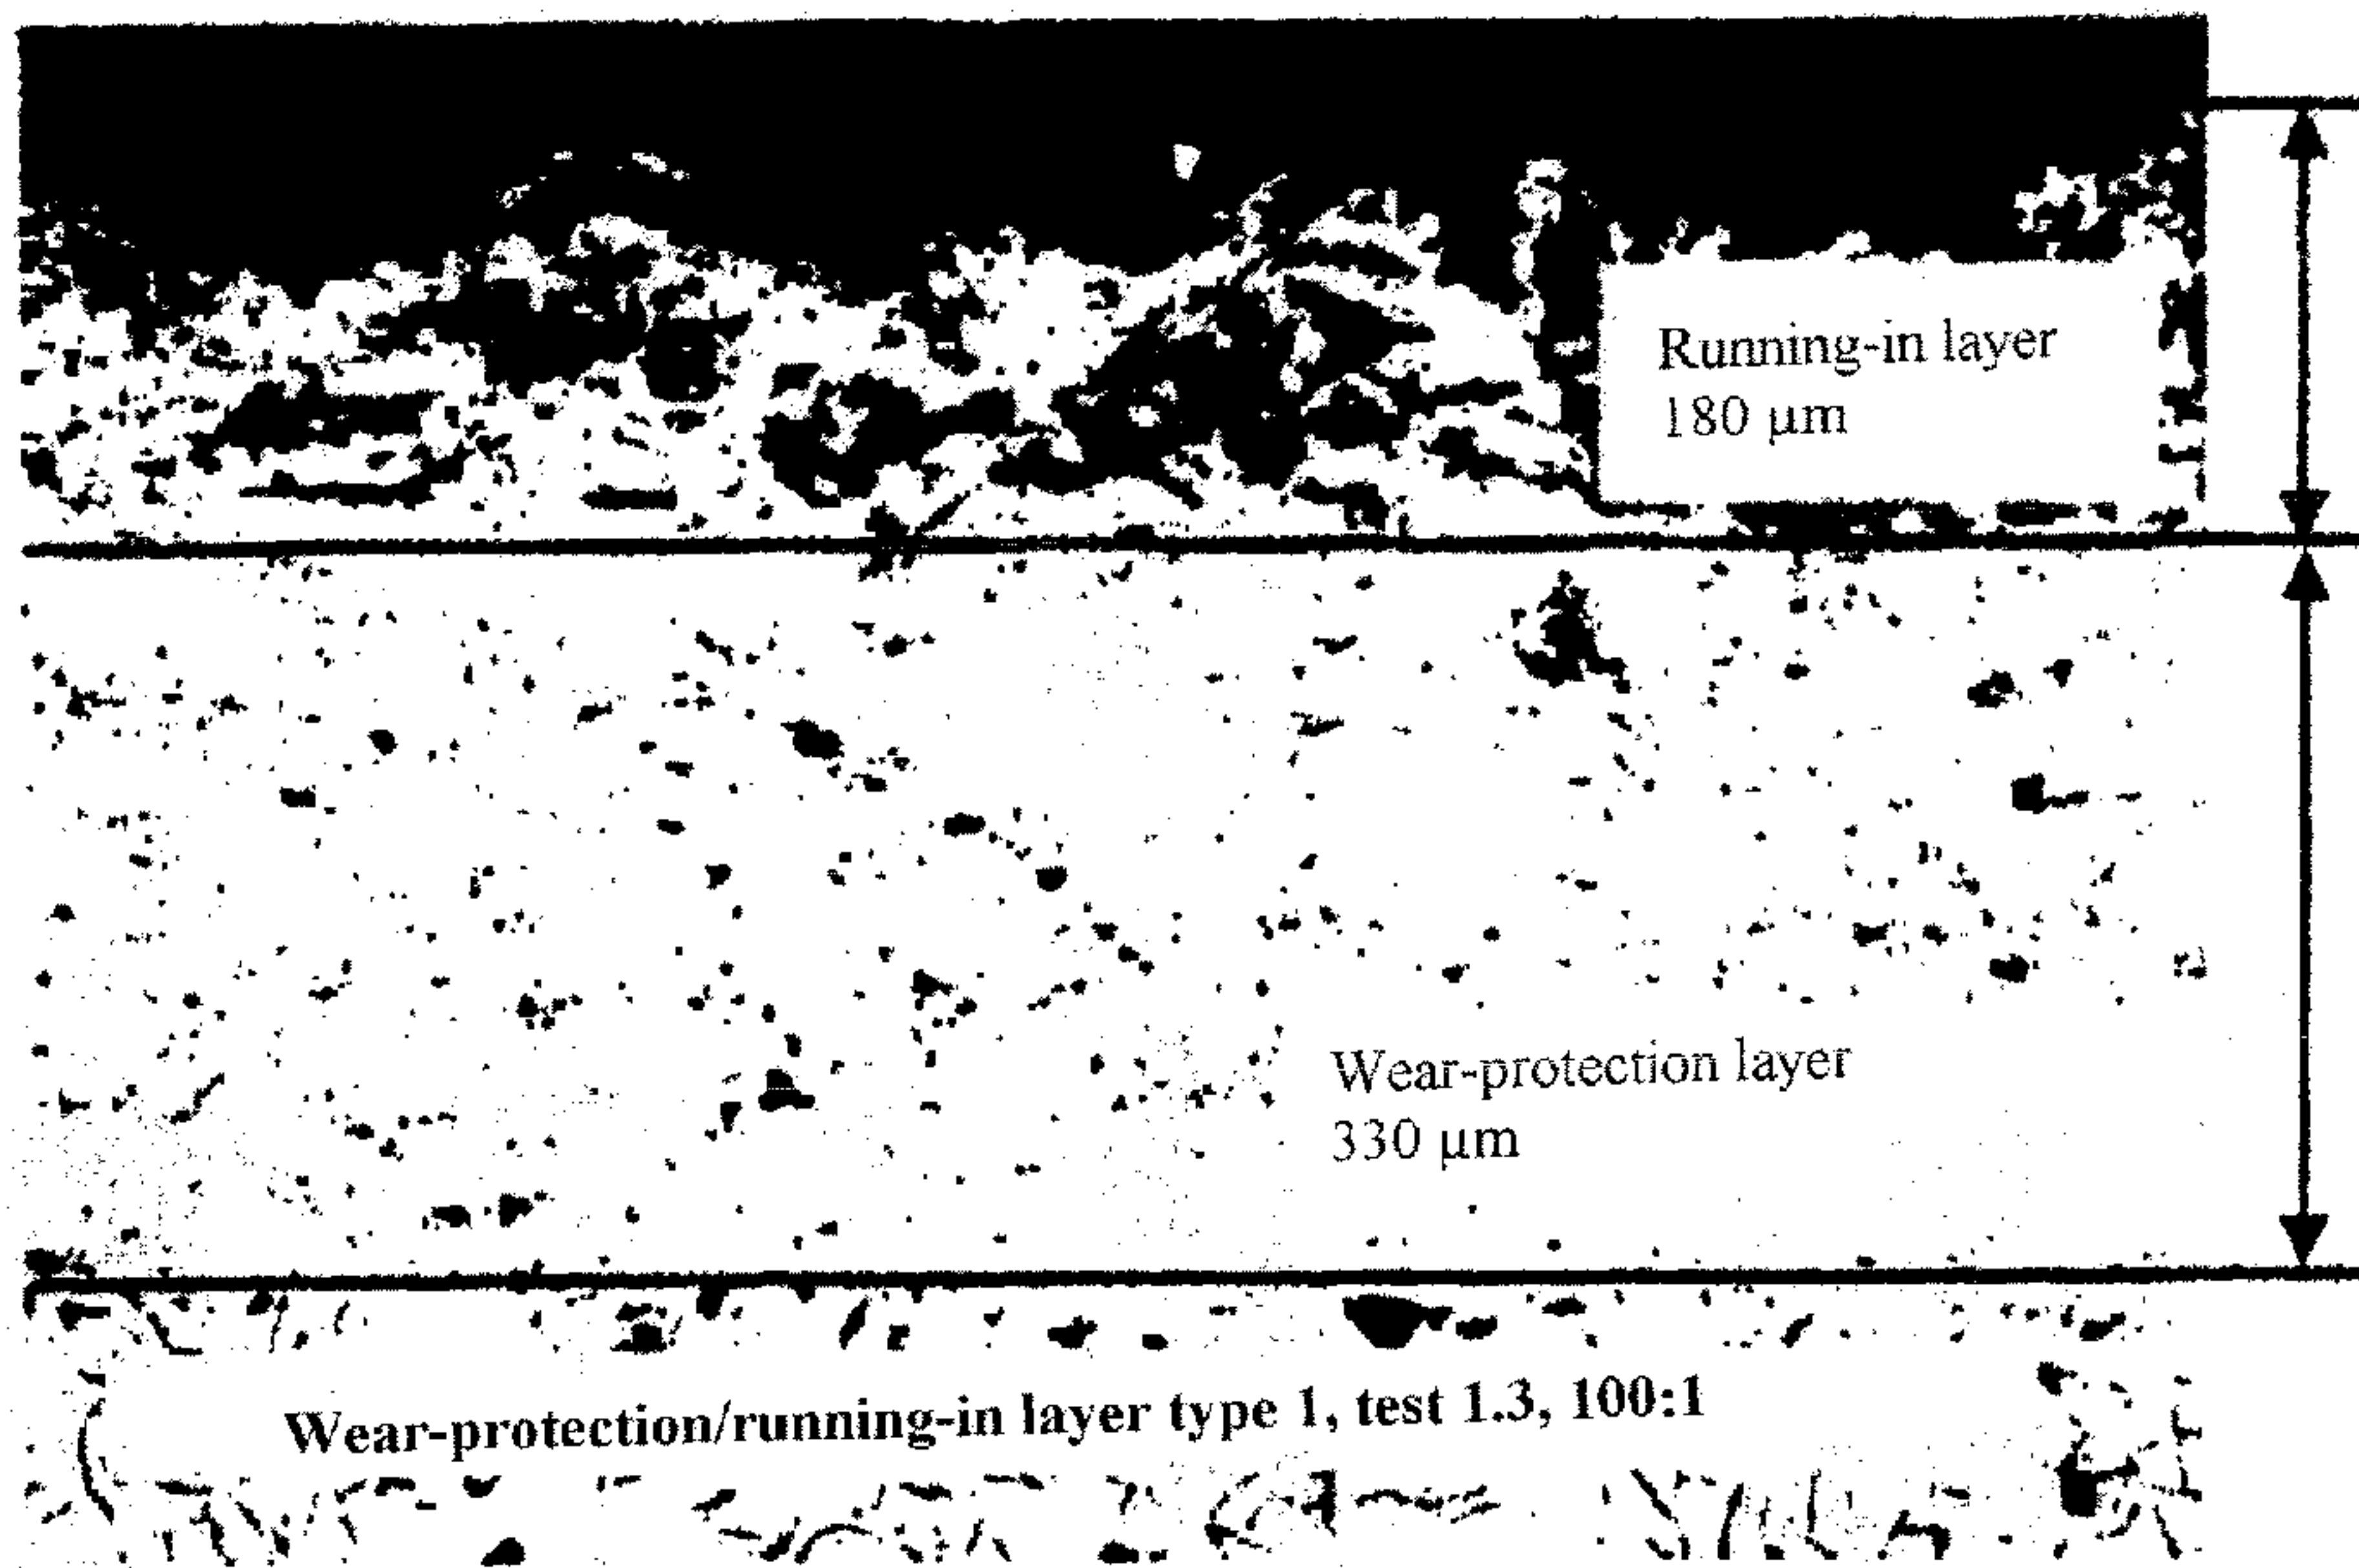 Running-in layer
180 µm
Wear-protection layer
330 µm
Wear-protection/running-in layer type 1, test 1.3, 100:1